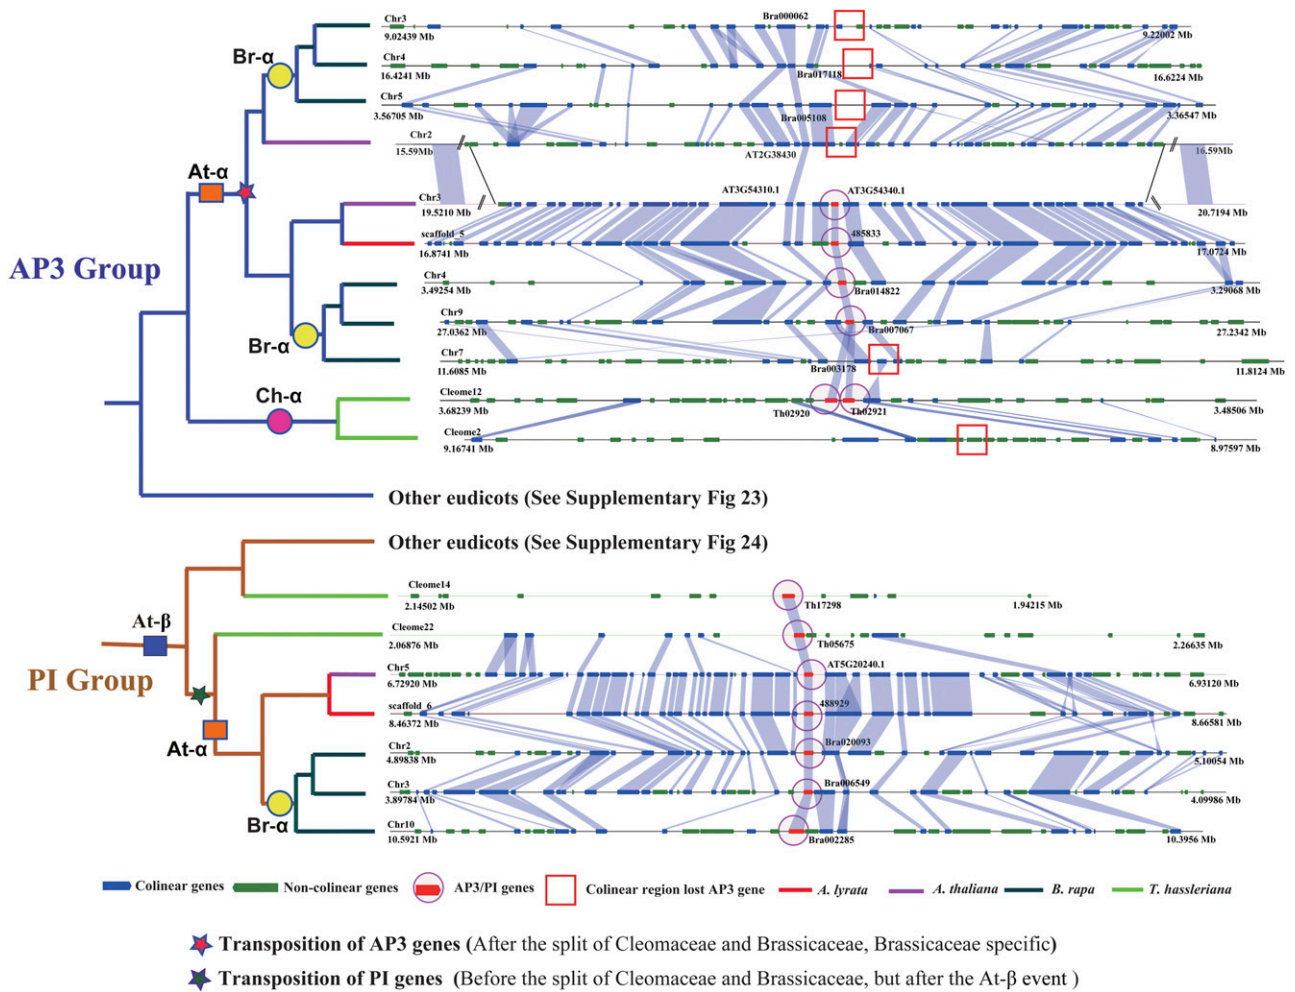 Chr3
Bra000062
9.02439 Mb
9.22002 Mb
Br-α
Chr4
16.4241 Mb
Bra017118
16.6224 Mb
Chr5
3.56705 Mb
Bra005108
3.36547 Mb
Chr2
15.59Mb
AT2G38430
16.59Mb
At-α
Chr3
AT3G54310.1
AT3G54340.1
19.5210 Mb
20.7194 Mb
scaffold_5
485833
16.8741 Mb
17.0724 Mb
AP3 Group
Chr4
3.49254 Mb
Bra014822
3.29068 Mb
Chr9
27.0362 Mb
Bra007067
27.2342 Mb
Br-α
Chr7
11.6085 Mb
Bra003178
11.8124 Mb
Ch-α
Cleome12
3.68239 Mb
Th02920
Th02921
3.48506 Mb
Cleome2
9.16741 Mb
8.97597 Mb
Other eudicots (See Supplementary Fig 23)
Other eudicots (See Supplementary Fig 24)
Cleome14
2.14502 Mb
Th17298
1.94215 Mb
At-β
Cleome22
2.06876 Mb
Th05675
2.26635 Mb
PI Group
Chr5
AT5G20240.1
6.72920 Mb
6.93120 Mb
scaffold_6
488929
8.46372 Mb
8.66581 Mb
At-α
Chr2
Bra020093
4.89838 Mb
5.10054 Mb
Chr3
Bra006549
3.89784 Mb
4.09986 Mb
Br-α
Chr10
10.5921 Mb
Bra002285
10.3956 Mb
Colinear genes Non-colinear genes AP3/PI genes Colinear region lost AP3 gene A. lyrata A. thaliana B. rapa T. hassleriana
Transposition of AP3 genes (After the split of Cleomaceae and Brassicaceae, Brassicaceae specific)
Transposition of PI genes (Before the split of Cleomaceae and Brassicaceae, but after the At-β event )